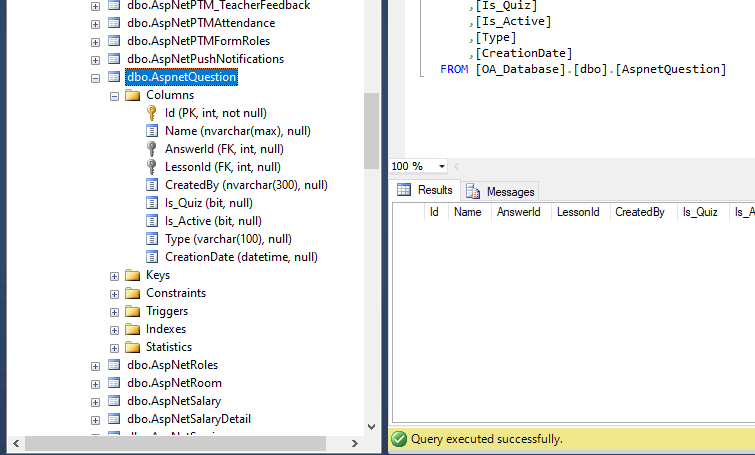 dbo.AspNetPTM_TeacherFeedback
dbo.AspNetPTMAttendance
dbo.AspNetPTMFormRoles
dbo.AspNetPushNotifications
dbo.AspnetQuestion
Columns
Id (PK, int, not null)
Name (nvarchar(max), null)
AnswerId (FK, int, null)
LessonId (FK, int, null)
CreatedBy (nvarchar(300), null)
Is_Quiz (bit, null)
Is_Active (bit, null)
Type (varchar(100), null)
CreationDate (datetime, null)
Keys
Constraints
Triggers
Indexes
Statistics
dbo.AspNetRoles
dbo.AspNetRoom
dbo.AspNetSalary
dbo.AspNetSalaryDetail
,[Is_Quiz]
,[Is_Active]
,[Type]
,[CreationDate]
FROM [OA_Database].[dbo].[AspnetQuestion]
100 %
Results Messages
Id Name AnswerId LessonId CreatedBy Is_Quiz Is_A
Query executed successfully.